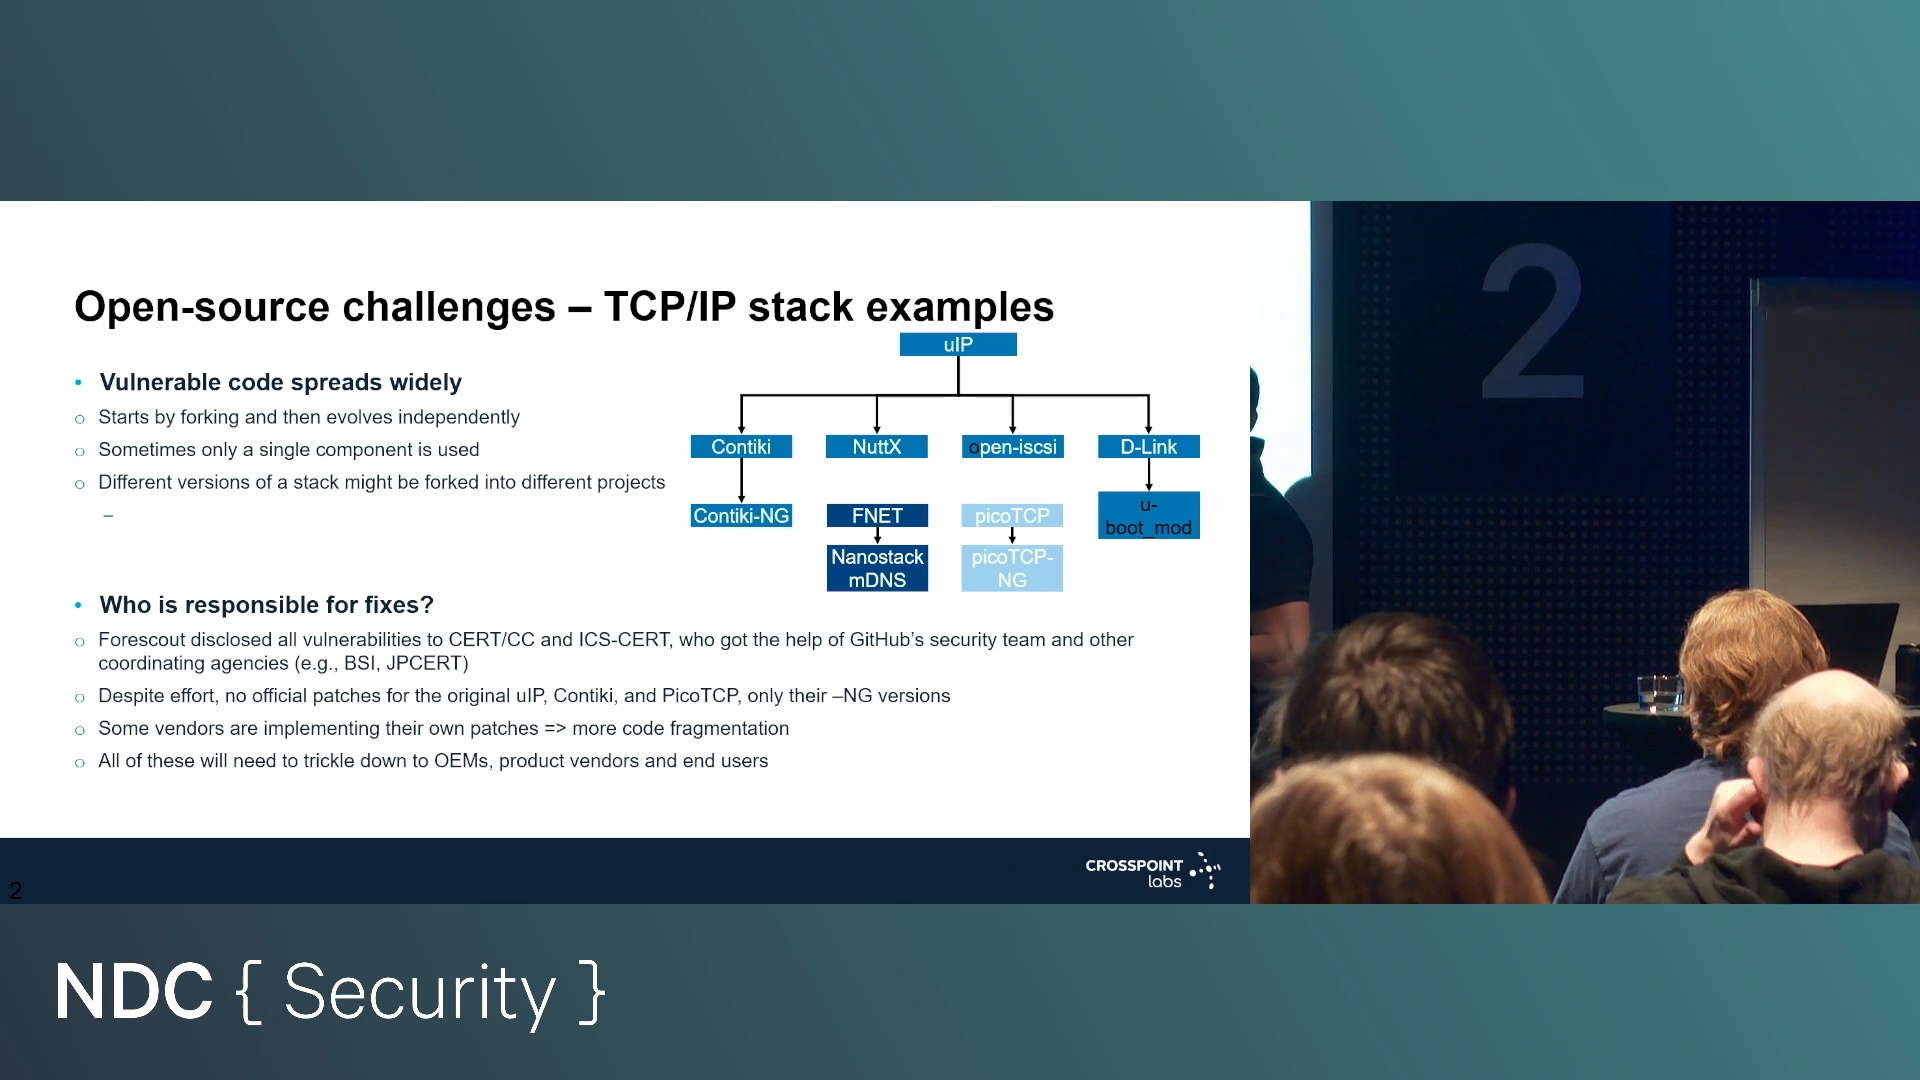 2
Open-source challenges – TCP/IP stack examples
• Vulnerable code spreads widely
o Starts by forking and then evolves independently
o Sometimes only a single component is used
o Different versions of a stack might be forked into different projects
–
uIP
Contiki
NuttX
open-iscsi
D-Link
Contiki-NG
FNET
picoTCP
u-
boot_mod
Nanostack
mDNS
picoTCP-
NG
• Who is responsible for fixes?
o Forescout disclosed all vulnerabilities to CERT/CC and ICS-CERT, who got the help of GitHub’s security team and other
coordinating agencies (e.g., BSI, JPCERT)
o Despite effort, no official patches for the original uIP, Contiki, and PicoTCP, only their –NG versions
o Some vendors are implementing their own patches => more code fragmentation
o All of these will need to trickle down to OEMs, product vendors and end users
CROSSPOINT
labs
2
NDC { Security }